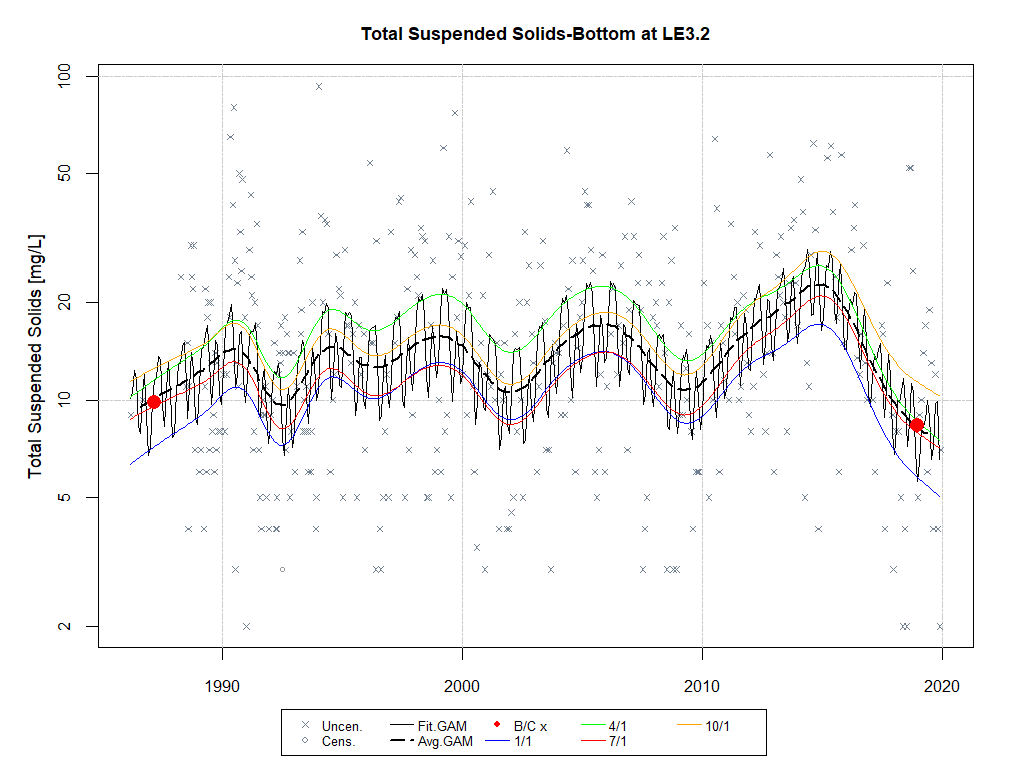 Total Suspended Solids-Bottom at LE3.2
Total Suspended Solids [mg/L]
100
50
20
10
5
2
1990 2000 2010 2020
Uncen. Fit.GAM B/C x 4/1 10/1
Cens. Avg.GAM 1/1 7/1